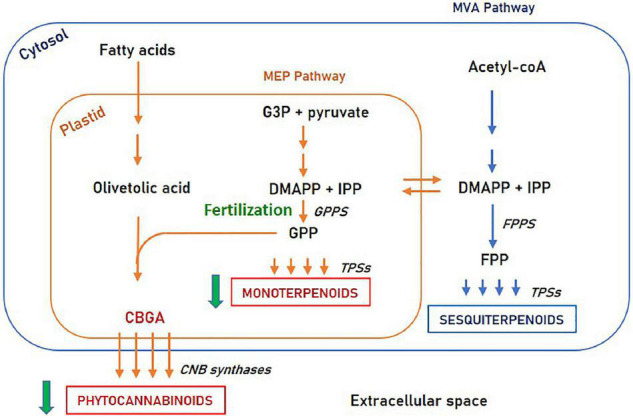 MVA Pathway
Cytosol
Fatty acids
MEP Pathway
Acetyl-coA
Plastid
G3P + pyruvate
Olivetolic acid
DMAPP + IPP
DMAPP + IPP
Fertilization
GPPS
FPPS
GPP
FPP
TPSs
TPSs
MONOTERPENOIDS
CBGA
SESQUITERPENOIDS
CNB synthases
PHYTOCANNABINOIDS
Extracellular space